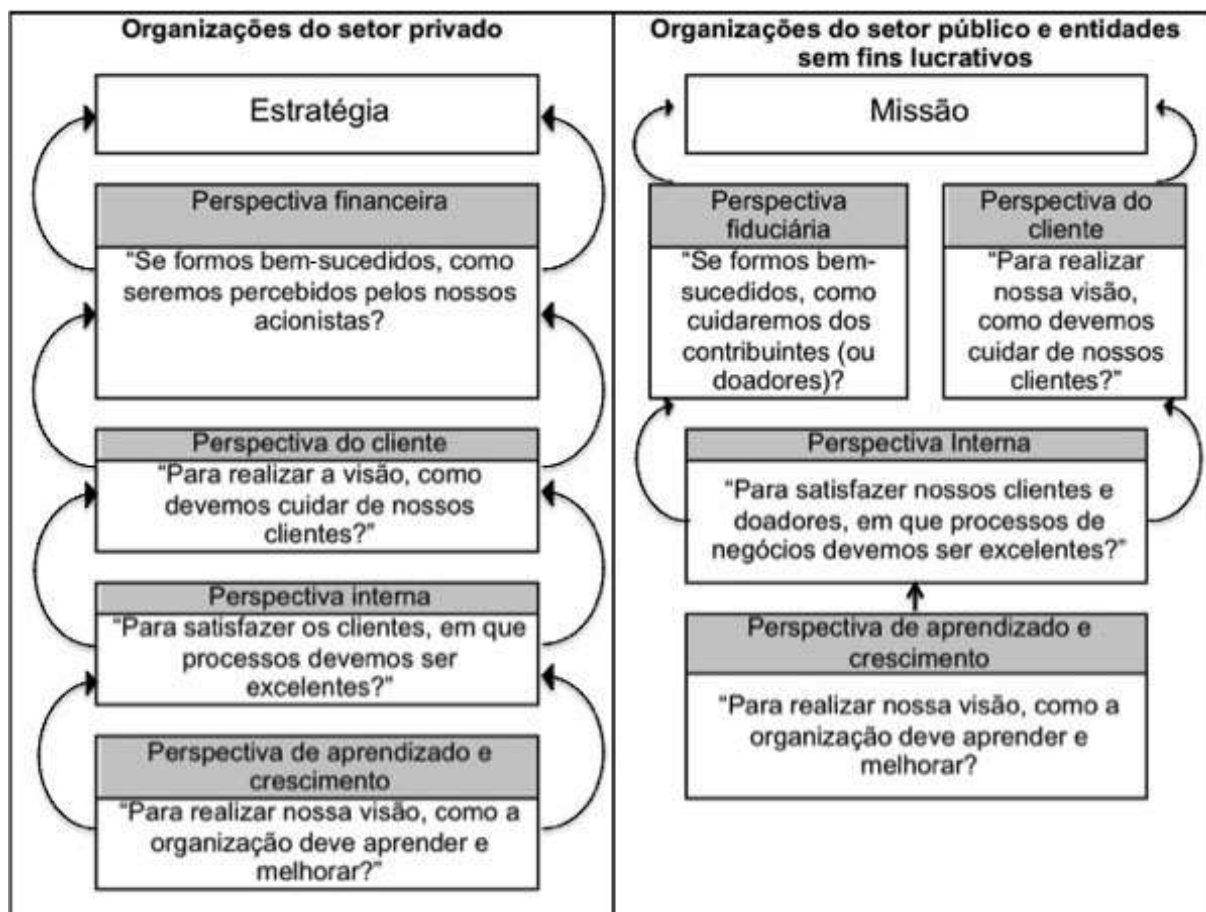 Organizações do setor privado
Estratégia
Perspectiva financeira
“Se formos bem-sucedidos, como
seremos percebidos pelos nossos
acionistas?
Perspectiva do cliente
“Para realizar a visão, como
devemos cuidar de nossos
clientes?”
Perspectiva interna
“Para satisfazer os clientes, em que
processos devemos ser
excelentes?”
Perspectiva de aprendizado e
crescimento
“Para realizar nossa visão, como a
organização deve aprender e
melhorar?”
Organizações do setor público e entidades
sem fins lucrativos
Missão
Perspectiva
fiduciária
“Se formos bem-
sucedidos, como
cuidaremos dos
contribuintes (ou
doadores)?
Perspectiva do
cliente
“Para realizar
nossa visão,
como devemos
cuidar de nossos
clientes?”
Perspectiva Interna
“Para satisfazer nossos clientes e
doadores, em que processos de
negócios devemos ser excelentes?”
Perspectiva de aprendizado e
crescimento
“Para realizar nossa visão, como a
organização deve aprender e
melhorar?